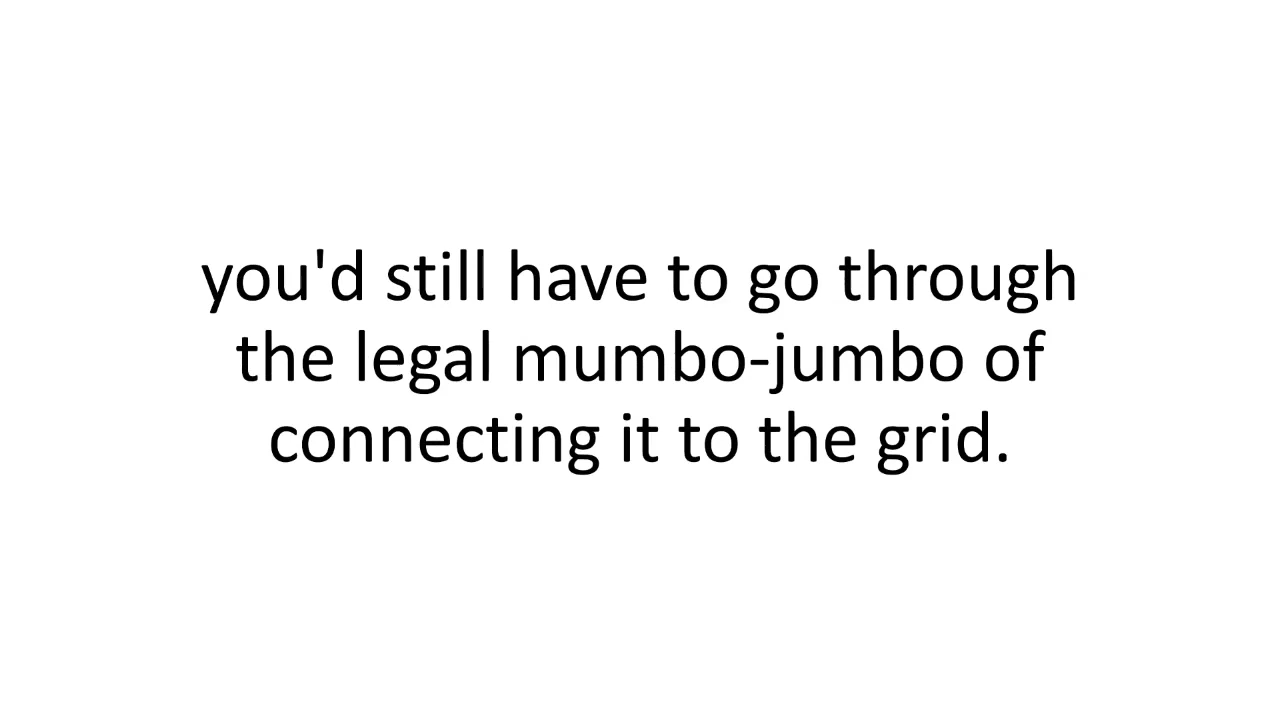 you'd still have to go through
the legal mumbo-jumbo of
connecting it to the grid.